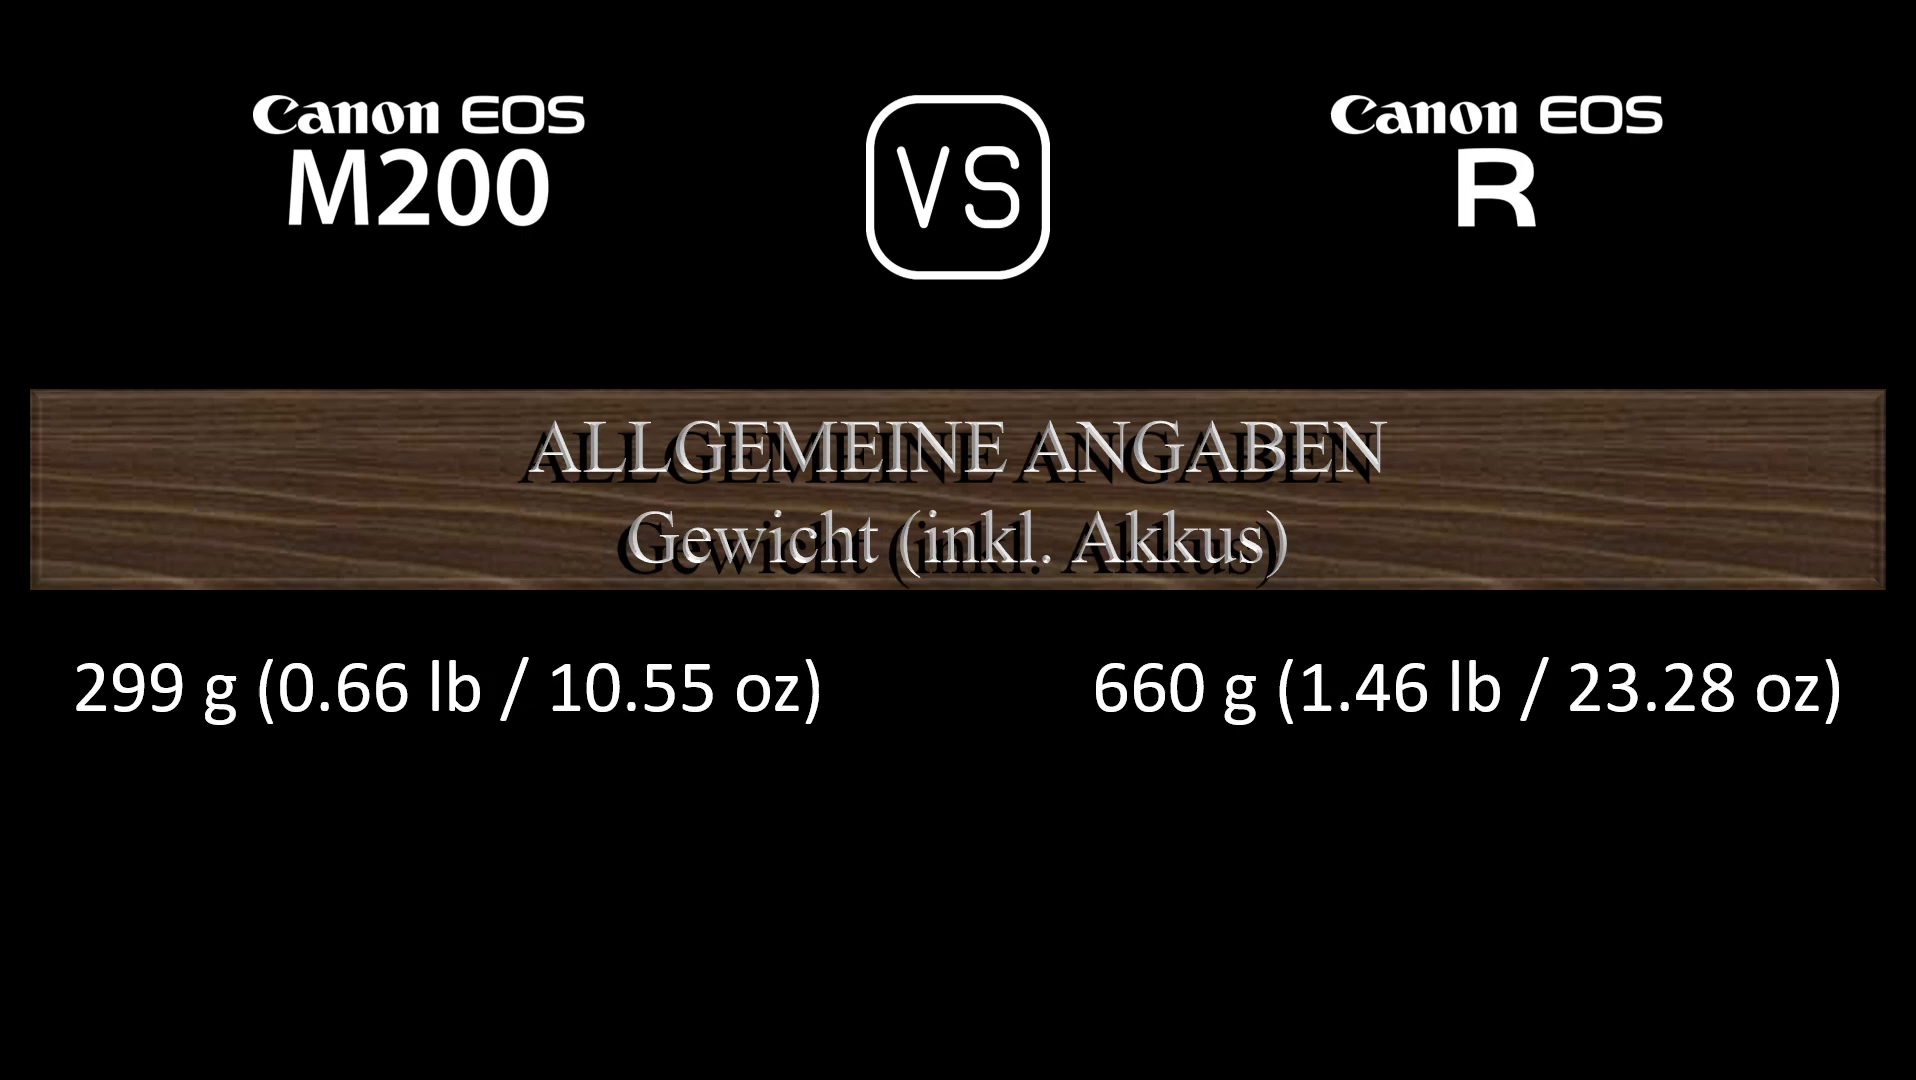 Canon EOS
M200
VS
Canon EOS
R
ALLGEMEINE ANGABEN
Gewicht (inkl. Akkus)
299 g (0.66 lb / 10.55 oz)
660 g (1.46 lb / 23.28 oz)